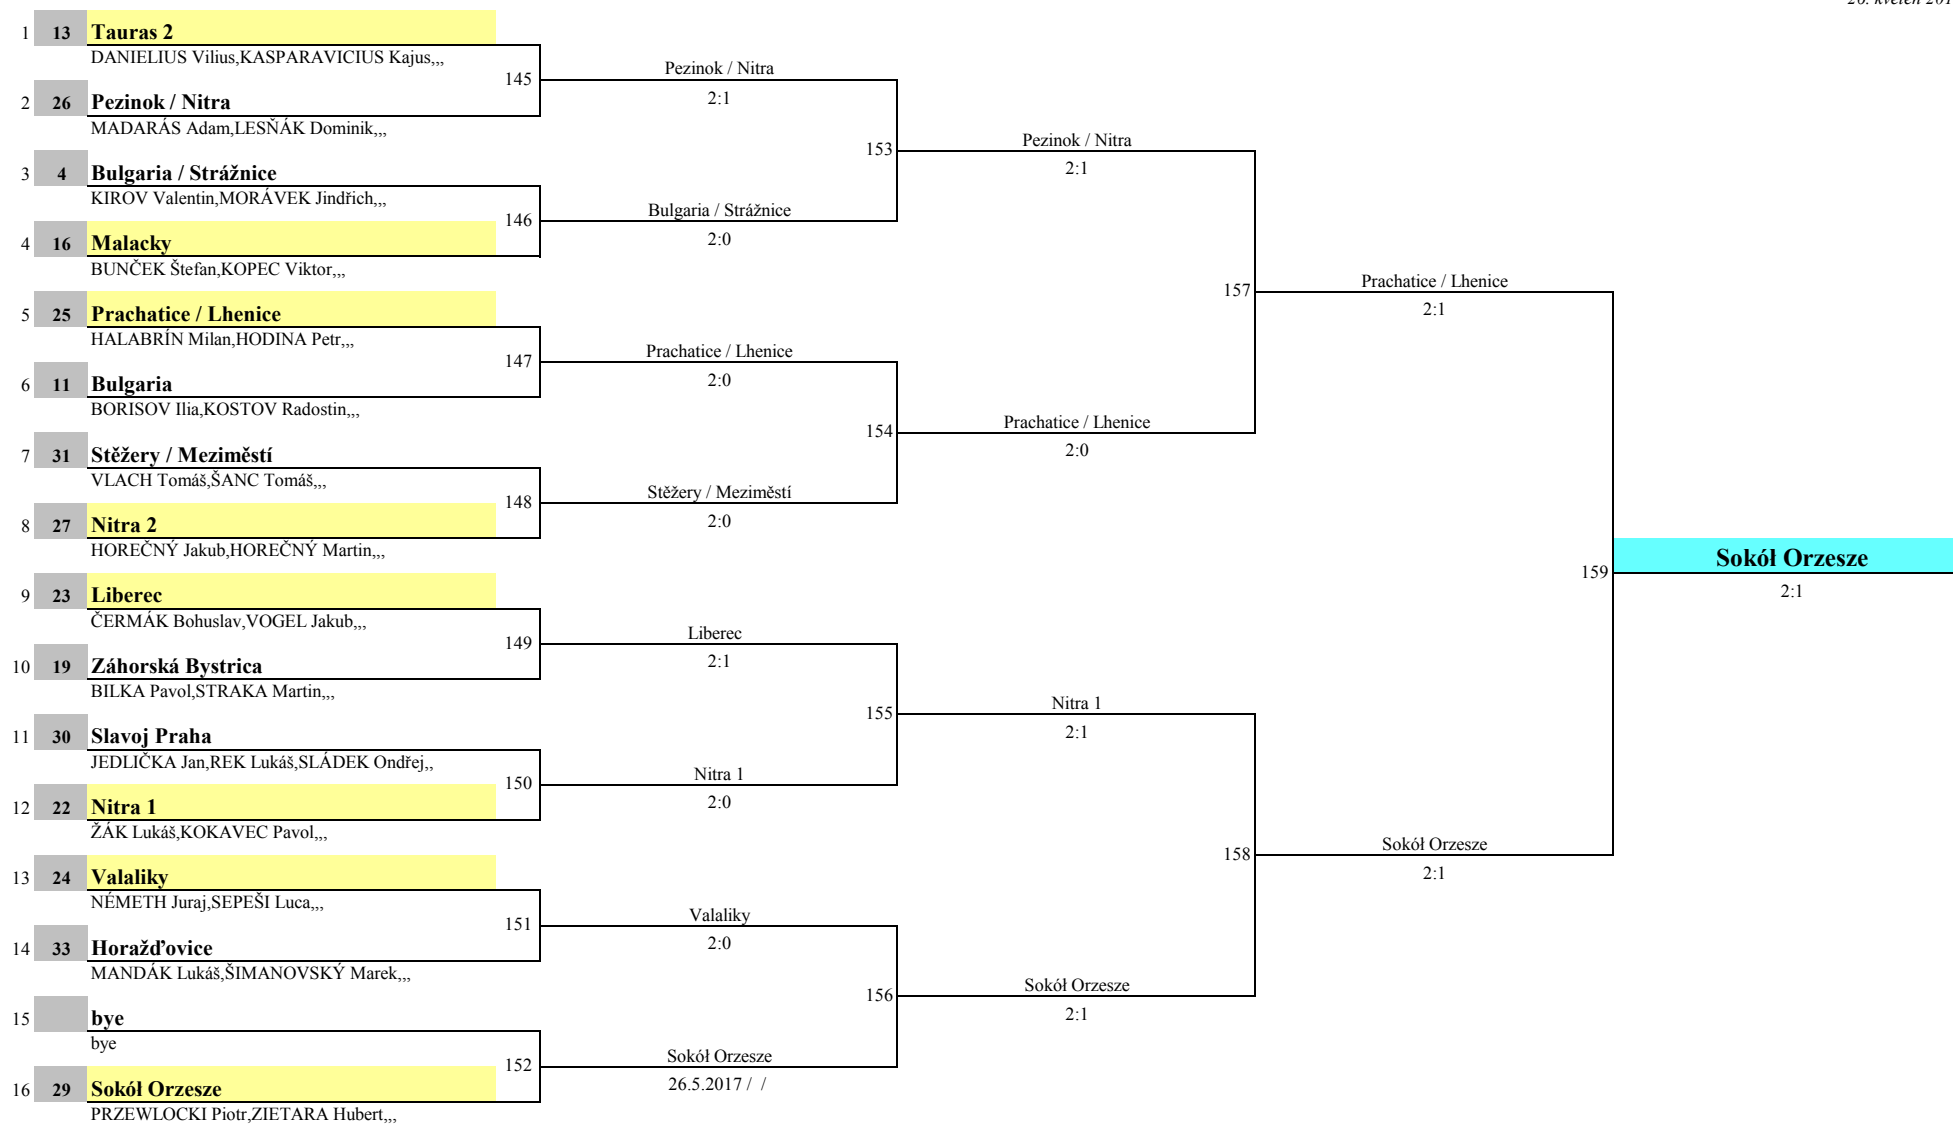 1 13 Tauras 2
DANIELIUS Vilius,KASPARAVICIUS Kajus,,,
145
Pezinok / Nitra
2:1
2 26 Pezinok / Nitra
MADARÁS Adam,LESŇÁK Dominik,,,
153
Pezinok / Nitra
2:1
3 4 Bulgaria / Strážnice
KIROV Valentin,MORÁVEK Jindřich,,,
146
Bulgaria / Strážnice
2:0
4 16 Malacky
BUNČEK Štefan,KOPEC Viktor,,,
157
Prachatice / Lhenice
2:1
5 25 Prachatice / Lhenice
HALABRÍN Milan,HODINA Petr,,,
147
Prachatice / Lhenice
2:0
6 11 Bulgaria
BORISOV Ilia,KOSTOV Radostin,,,
154
Prachatice / Lhenice
2:0
7 31 Stěžery / Meziměstí
VLACH Tomáš,ŠANC Tomáš,,,
148
Stěžery / Meziměstí
2:0
8 27 Nitra 2
HOREČNÝ Jakub,HOREČNÝ Martin,,,
159
Sokół Orzesze
2:1
9 23 Liberec
ČERMÁK Bohuslav,VOGEL Jakub,,,
149
Liberec
2:1
10 19 Záhorská Bystrica
BILKA Pavol,STRAKA Martin,,,
155
Nitra 1
2:1
11 30 Slavoj Praha
JEDLIČKA Jan,REK Lukáš,SLÁDEK Ondřej,,
150
Nitra 1
2:0
12 22 Nitra 1
ŽÁK Lukáš,KOKAVEC Pavol,,,
158
Sokół Orzesze
2:1
13 24 Valaliky
NÉMETH Juraj,SEPEŠI Luca,,,
151
Valaliky
2:0
14 33 Horažďovice
MANDÁK Lukáš,ŠIMANOVSKÝ Marek,,,
156
Sokół Orzesze
2:1
15 bye
bye
152
Sokół Orzesze
26.5.2017 / /
16 29 Sokół Orzesze
PRZEWLOCKI Piotr,ZIETARA Hubert,,,